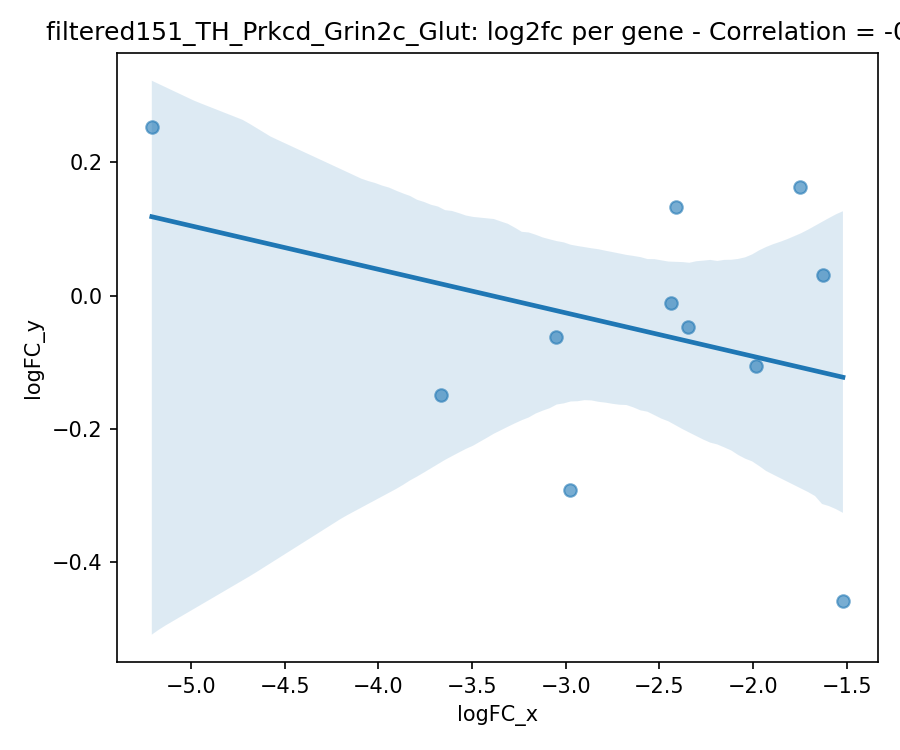 filtered151_TH_Prkcd_Grin2c_Glut: log2fc per gene - Correlation = -0
logFC_y
0.2
0.0
−0.2
−0.4
−5.0 −4.5 −4.0 −3.5 −3.0 −2.5 −2.0 −1.5
logFC_x